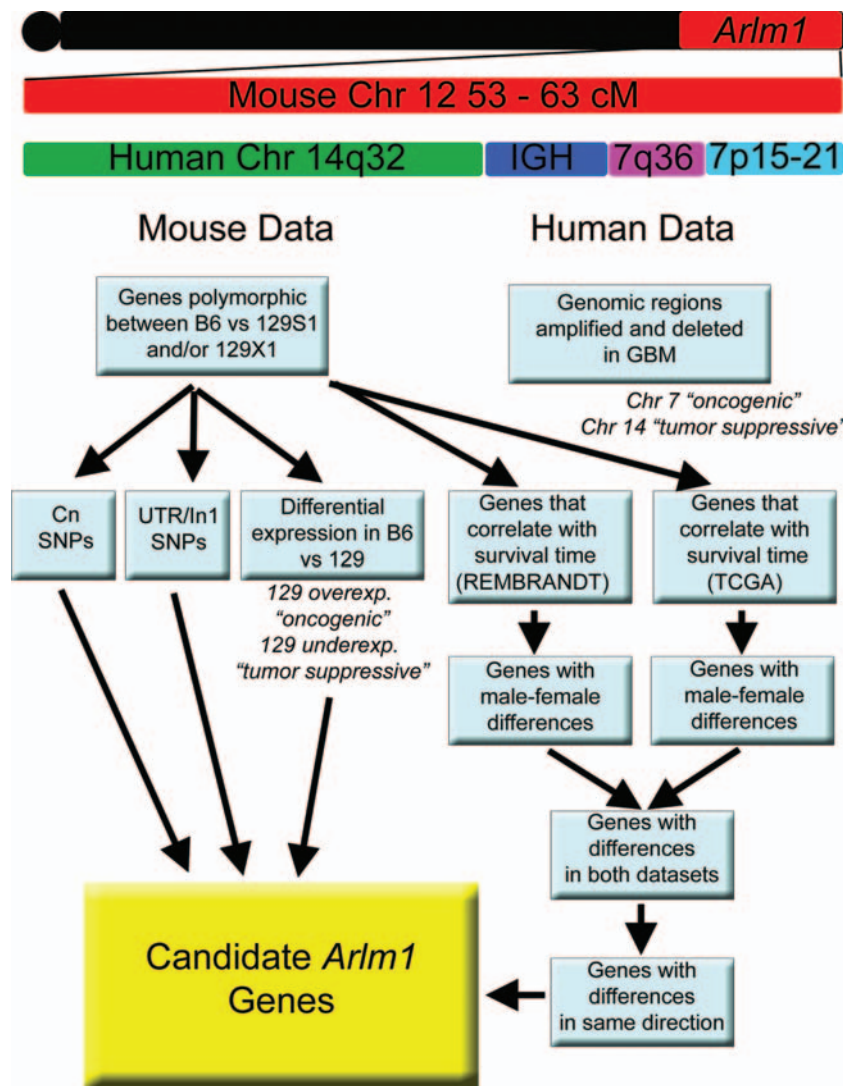 Arlm1
Mouse Chr 12 53 - 63 cM
Human Chr 14q32
IGH
7q36
7p15-21
Mouse Data
Human Data
Genes polymorphic
between B6 vs 129S1
and/or 129X1
Genomic regions
amplified and deleted
in GBM
Chr 7 “oncogenic”
Chr 14 “tumor suppressive”
Cn
SNPs
UTR/In1
SNPs
Differential
expression in B6
vs 129
129 overexp.
“oncogenic”
129 underexp.
“tumor suppressive”
Genes that
correlate with
survival time
(REMBRANDT)
Genes that
correlate with
survival time
(TCGA)
Genes with
male-female
differences
Genes with
male-female
differences
Genes with
differences
in both datasets
Genes with
differences
in same direction
Candidate Arlm1
Genes